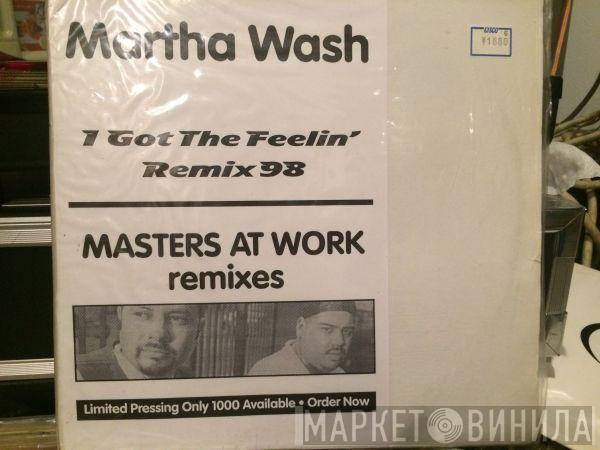 Martha Wash
¥1680
I Got The Feelin'
Remix 98
MASTERS AT WORK
remixes
Limited Pressing Only 1000 Available • Order Now
МАРКЕТ ВИНИЛА